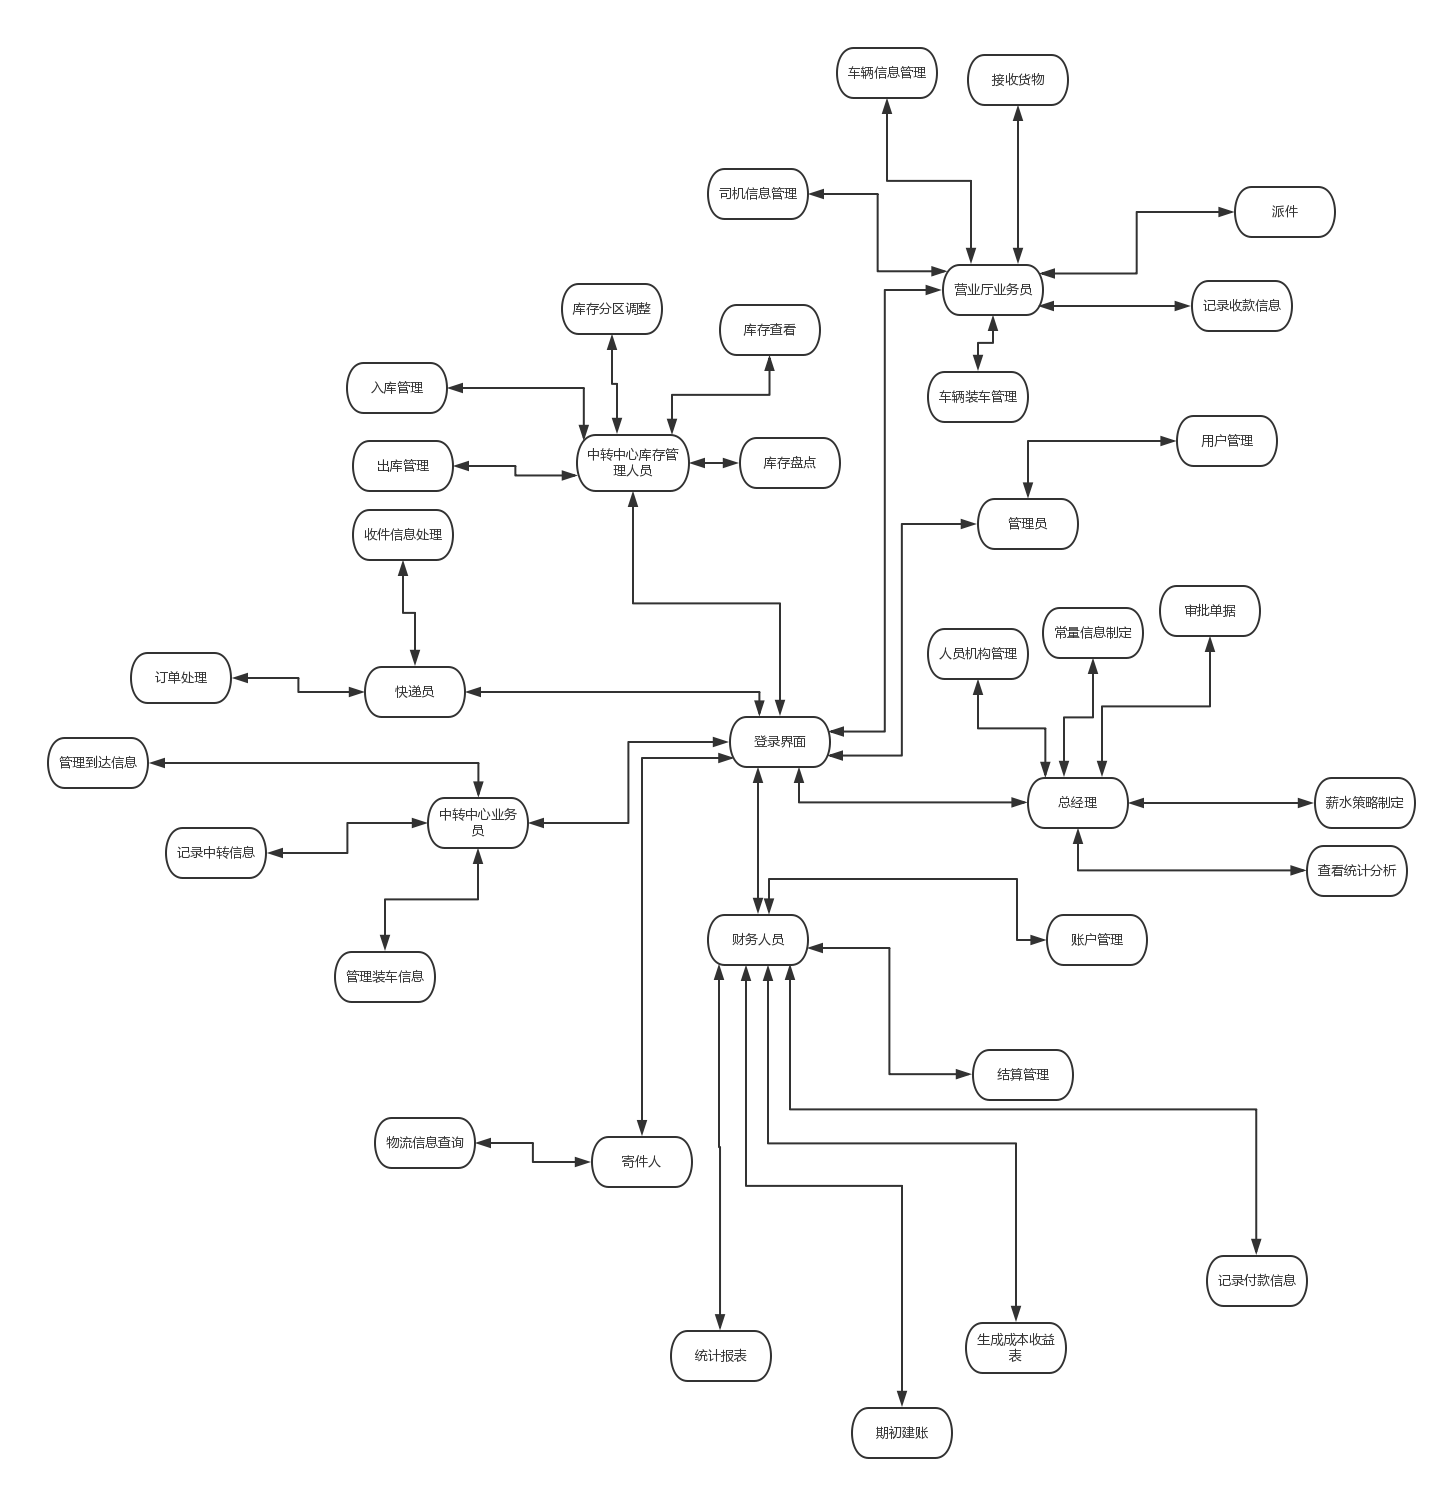 车辆信息管理
接收货物
司机信息管理
派件
营业厅业务员
库存分区调整
记录收款信息
库存查看
入库管理
车辆装车管理
用户管理
出库管理
中转中心库存管
理人员
库存盘点
管理员
收件信息处理
审批单据
常量信息制定
人员机构管理
订单处理
快递员
登录界面
管理到达信息
总经理
薪水策略制定
中转中心业务
员
记录中转信息
查看统计分析
财务人员
账户管理
管理装车信息
结算管理
物流信息查询
寄件人
记录付款信息
生成成本收益
表
统计报表
期初建账